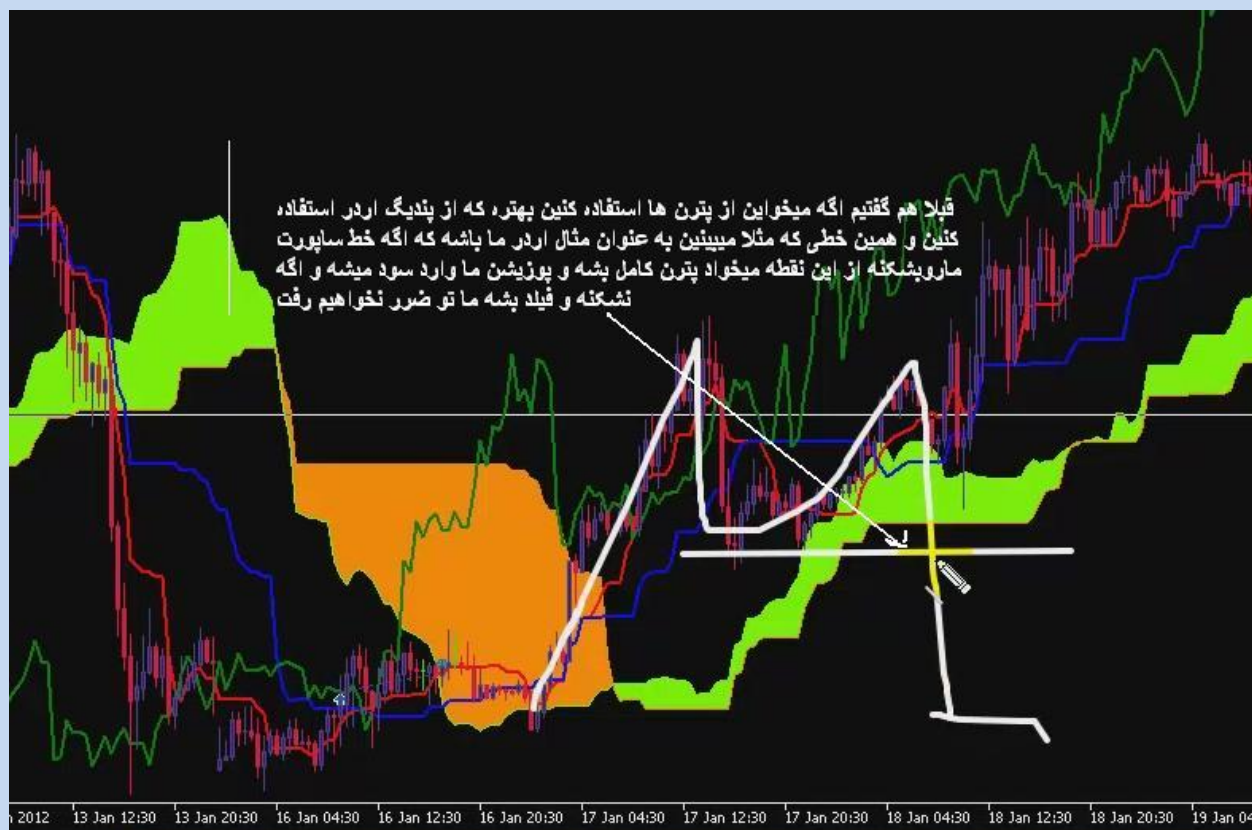 قبلا هم گفتیم اگه میخواین از پترن ها استفاده کنین بهتره که از پندیگ اردر استفاده
کنین و همین خطی که مثلا میبینین به عنوان مثال اردر ما باشه که اگه خط ساپورت
ماروبشکنه از این نقطه میخواد پترن کامل بشه و پوزیشن ما وارد سود میشه و اگه
نشکنه و فیلد بشه ما تو ضرر نخواهیم رفت
2012 13 Jan 12:30 13 Jan 20:30 16 Jan 04:30 16 Jan 12:30 16 Jan 20:30 17 Jan 04:30 17 Jan 12:30 17 Jan 20:30 18 Jan 04:30 18 Jan 12:30 18 Jan 20:30 19 Jan